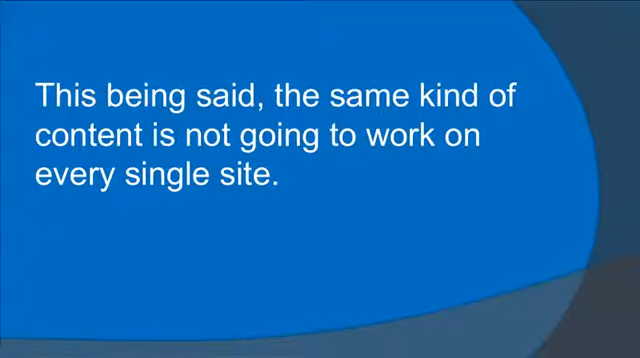 This being said, the same kind of
content is not going to work on
every single site.